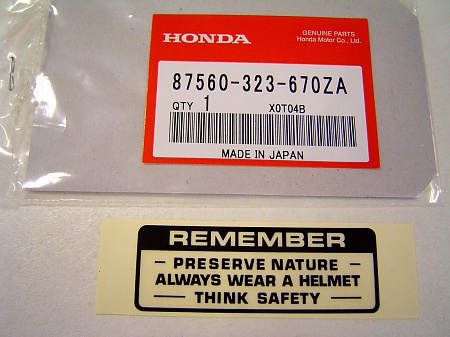 HONDA
GENUINE PARTS
Honda Motor Co., Ltd.
87560-323-670ZA
QTY 1 X0T04B
MADE IN JAPAN
REMEMBER
– PRESERVE NATURE –
ALWAYS WEAR A HELMET
— THINK SAFETY —